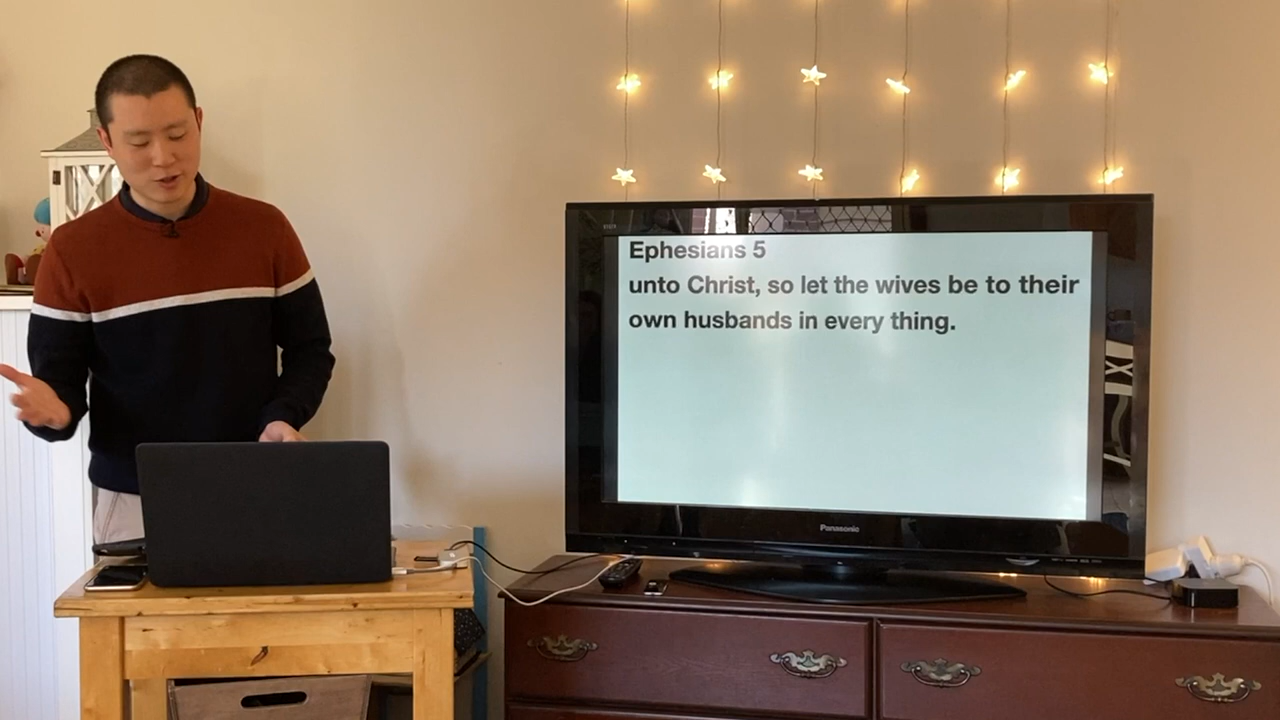 Ephesians 5
unto Christ, so let the wives be to their
own husbands in every thing.
Panasonic